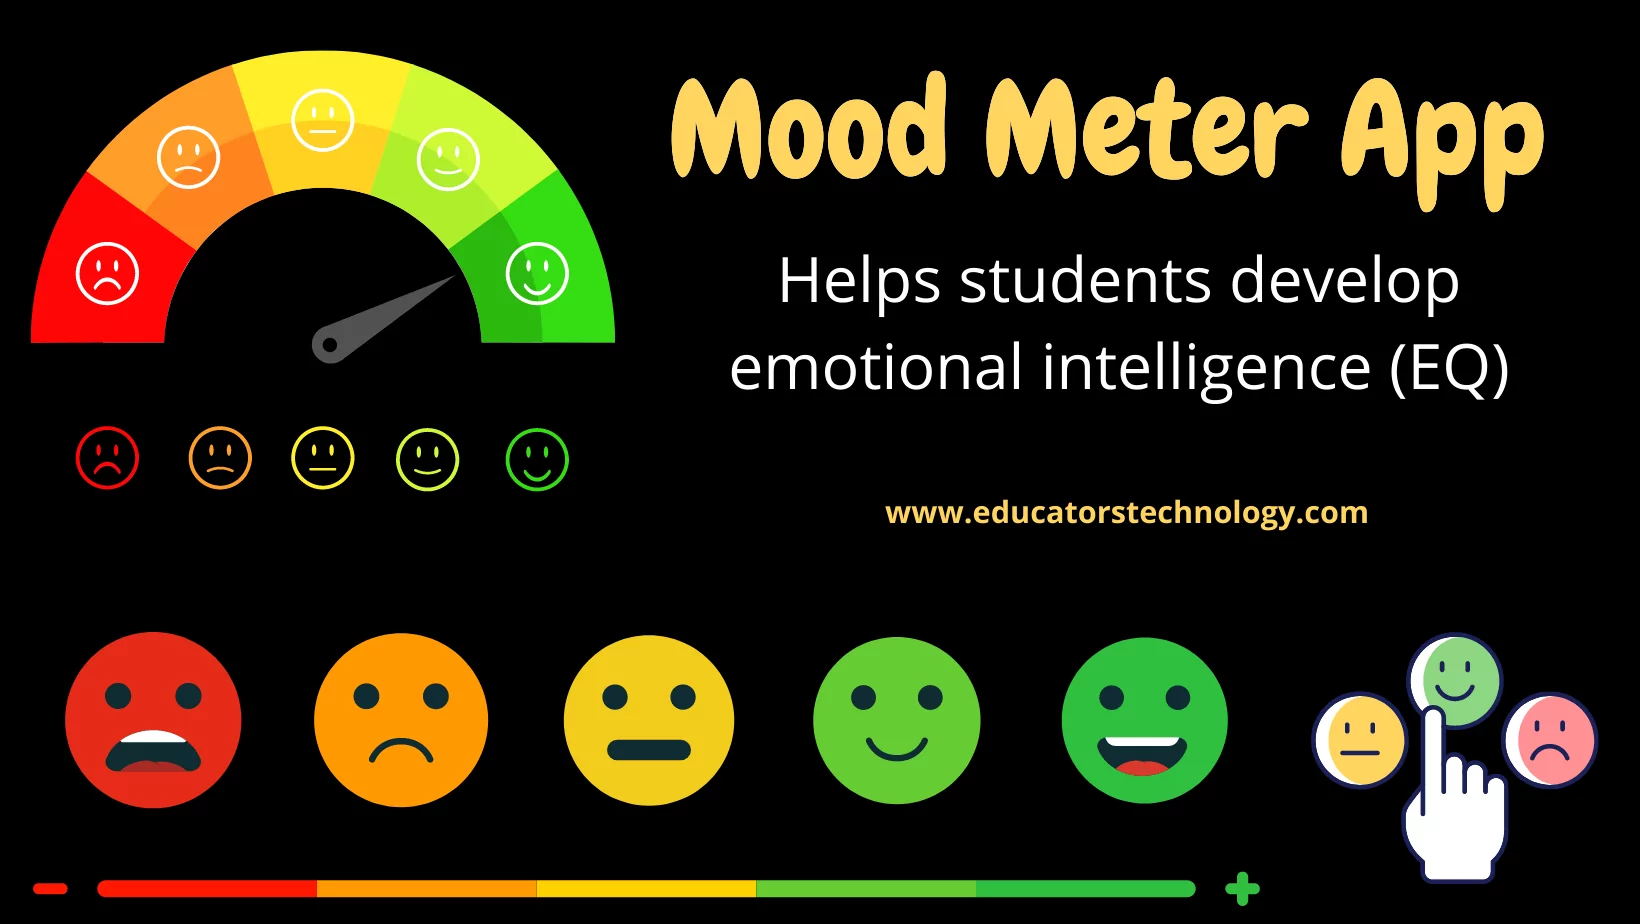 Mood Meter App
Helps students develop
emotional intelligence (EQ)
www.educatorstechnology.com